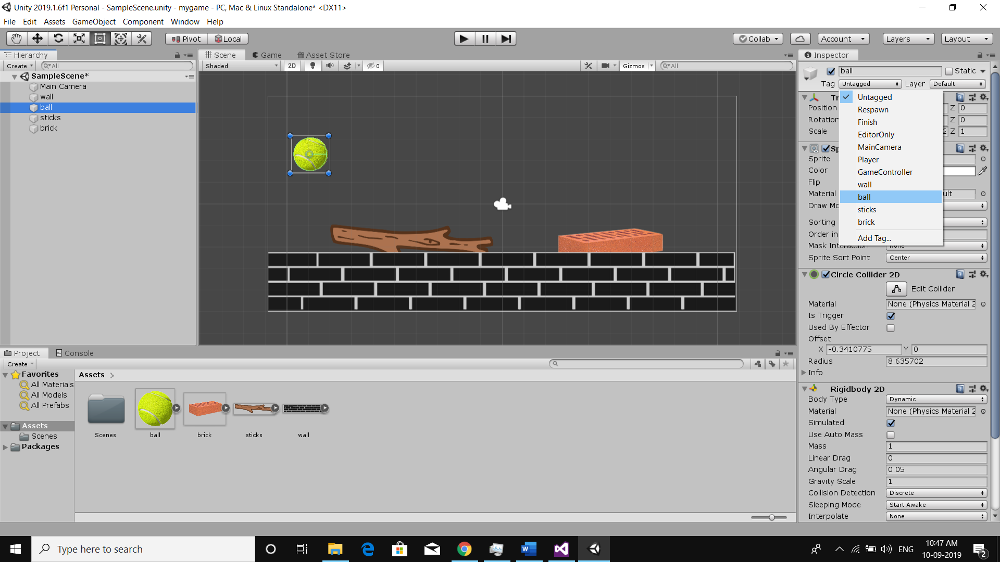 Unity 2019.1.6f1 Personal - SampleScene.unity - mygame - PC, Mac & Linux Standalone* <DX11>
File Edit Assets GameObject Component Window Help
Pivot Local Collab Account Layers Layout
Hierarchy
Create All
SampleScene*
Main Camera
wall
ball
sticks
brick
Scene Game Asset Store
Shaded 2D 0 Gizmos All
Inspector
ball Static
Tag Untagged Layer Default
Untagged
Respawn
Finish
EditorOnly
MainCamera
Player
GameController
wall
ball
sticks
brick
Add Tag...
Tr
Position Z 0
Rotation Z 0
Scale 2 Z 1
Sp
Sprite
Color
Flip
Material ult
Draw Mo
Sorting
Order in
Mask Interaction None
Sprite Sort Point Center
Circle Collider 2D
Edit Collider
Material None (Physics Material 2
Is Trigger
Used By Effector
Offset
X -0.3410775 Y 0
Radius 8.635702
Info
Rigidbody 2D
Body Type Dynamic
Material None (Physics Material 2
Simulated
Use Auto Mass
Mass 1
Linear Drag 0
Angular Drag 0.05
Gravity Scale 1
Collision Detection Discrete
Sleeping Mode Start Awake
Interpolate None
Project Console
Create
Favorites
All Materials
All Models
All Prefabs
Assets
Scenes
Packages
Assets
Scenes ball brick sticks wall
Type here to search
ENG
10:47 AM
10-09-2019
2